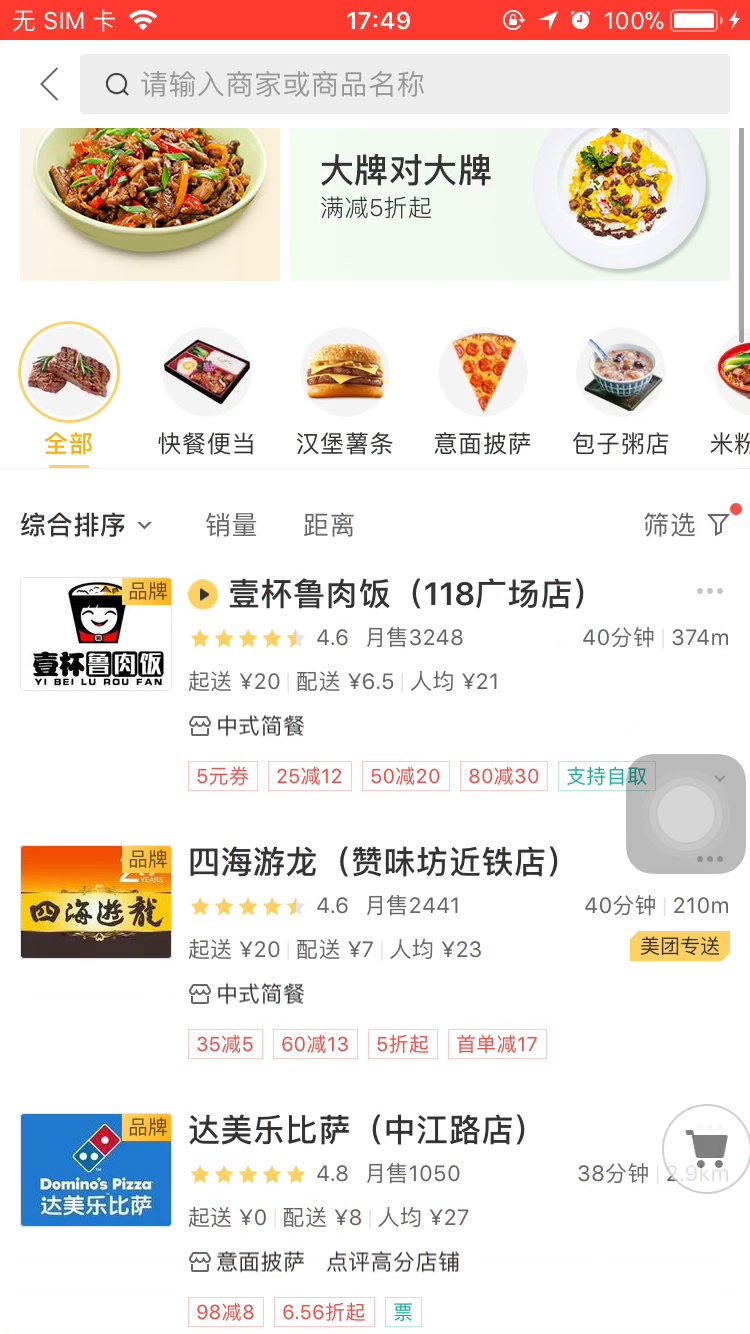 无 SIM 卡 17:49 100%
请输入商家或商品名称
大牌对大牌
满减5折起
全部 快餐便当 汉堡薯条 意面披萨 包子粥店 米粉
综合排序 销量 距离 筛选
品牌 壹杯鲁肉饭（118广场店）
壹杯鲁肉饭
YI BEI LU ROU FAN
4.6 月售3248 40分钟 374m
起送 ¥20 配送 ¥6.5 人均 ¥21
中式简餐
5元券 25减12 50减20 80减30 支持自取
品牌 四海游龙（赞味坊近铁店）
YEARS
四海遊龍
4.6 月售2441 40分钟 210m
起送 ¥20 配送 ¥7 人均 ¥23 美团专送
中式简餐
35减5 60减13 5折起 首单减17
品牌 达美乐比萨（中江路店）
Domino's Pizza
达美乐比萨
4.8 月售1050 38分钟 2.9km
起送 ¥0 配送 ¥8 人均 ¥27
意面披萨 点评高分店铺
98减8 6.56折起 票